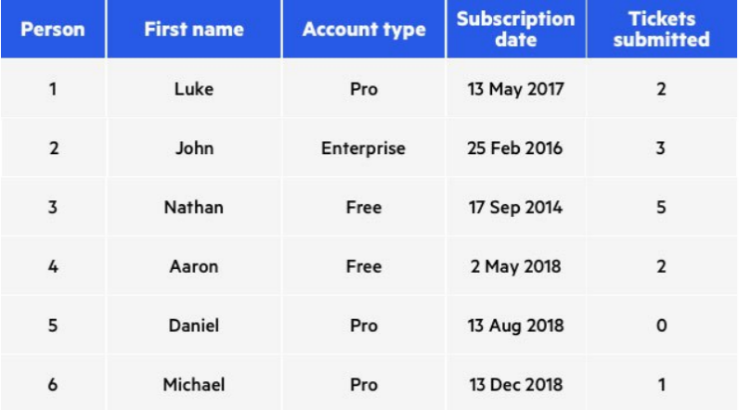 Person First name Account type Subscription date Tickets submitted
1 Luke Pro 13 May 2017 2
2 John Enterprise 25 Feb 2016 3
3 Nathan Free 17 Sep 2014 5
4 Aaron Free 2 May 2018 2
5 Daniel Pro 13 Aug 2018 0
6 Michael Pro 13 Dec 2018 1